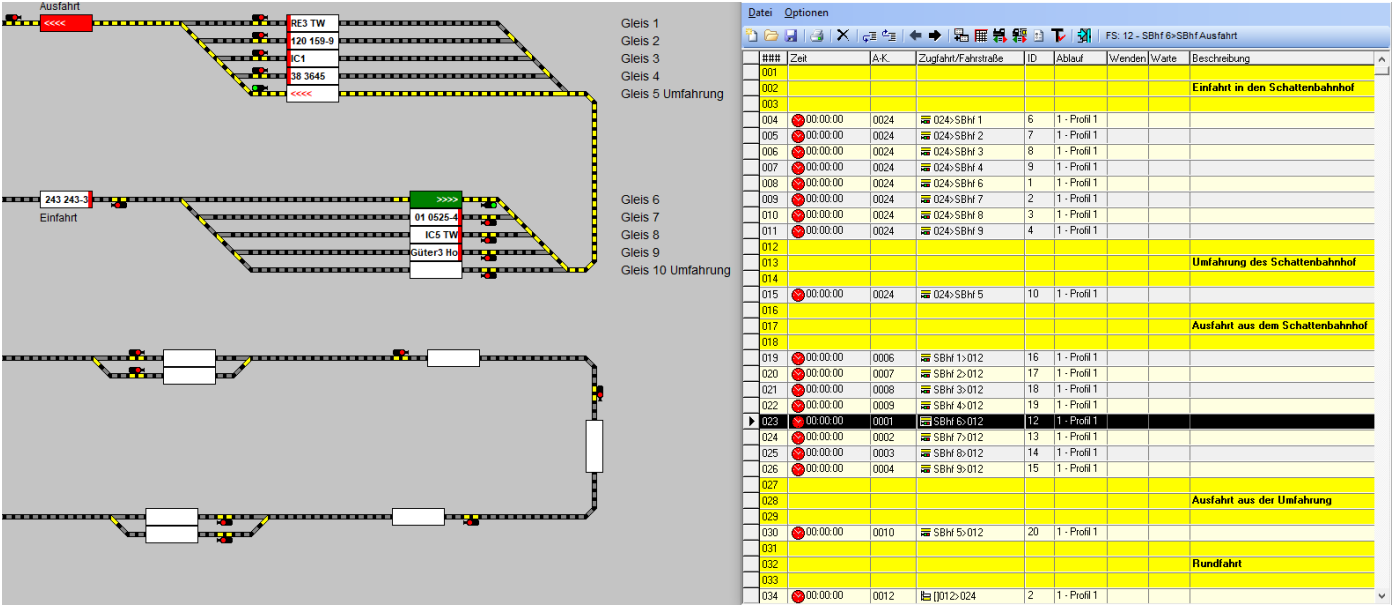 Ausfahrt
<<<<
RE3 TW
Gleis 1
120 159-9
Gleis 2
IC1
Gleis 3
38 3645
Gleis 4
<<<<
Gleis 5 Umfahrung
243 243-3
Einfahrt
>>>>
Gleis 6
01 0525-4
Gleis 7
IC5 TW
Gleis 8
Güter3 Ho
Gleis 9
Gleis 10 Umfahrung
Datei Optionen
FS: 12 - SBhf 6>SBhf Ausfahrt
### Zeit A-K. Zugfahrt/Fahrstraße ID Ablauf Wenden Warte Beschreibung
001
002 Einfahrt in den Schattenbahnhof
003
004 00:00:00 0024 024>SBhf 1 6 1 - Profil 1
005 00:00:00 0024 024>SBhf 2 7 1 - Profil 1
006 00:00:00 0024 024>SBhf 3 8 1 - Profil 1
007 00:00:00 0024 024>SBhf 4 9 1 - Profil 1
008 00:00:00 0024 024>SBhf 6 1 1 - Profil 1
009 00:00:00 0024 024>SBhf 7 2 1 - Profil 1
010 00:00:00 0024 024>SBhf 8 3 1 - Profil 1
011 00:00:00 0024 024>SBhf 9 4 1 - Profil 1
012
013 Umfahrung des Schattenbahnhof
014
015 00:00:00 0024 024>SBhf 5 10 1 - Profil 1
016
017 Ausfahrt aus dem Schattenbahnhof
018
019 00:00:00 0006 SBhf 1>012 16 1 - Profil 1
020 00:00:00 0007 SBhf 2>012 17 1 - Profil 1
021 00:00:00 0008 SBhf 3>012 18 1 - Profil 1
022 00:00:00 0009 SBhf 4>012 19 1 - Profil 1
023 00:00:00 0001 SBhf 6>012 12 1 - Profil 1
024 00:00:00 0002 SBhf 7>012 13 1 - Profil 1
025 00:00:00 0003 SBhf 8>012 14 1 - Profil 1
026 00:00:00 0004 SBhf 9>012 15 1 - Profil 1
027
028 Ausfahrt aus der Umfahrung
029
030 00:00:00 0010 SBhf 5>012 20 1 - Profil 1
031
032 Rundfahrt
033
034 00:00:00 0012 []012>024 2 1 - Profil 1